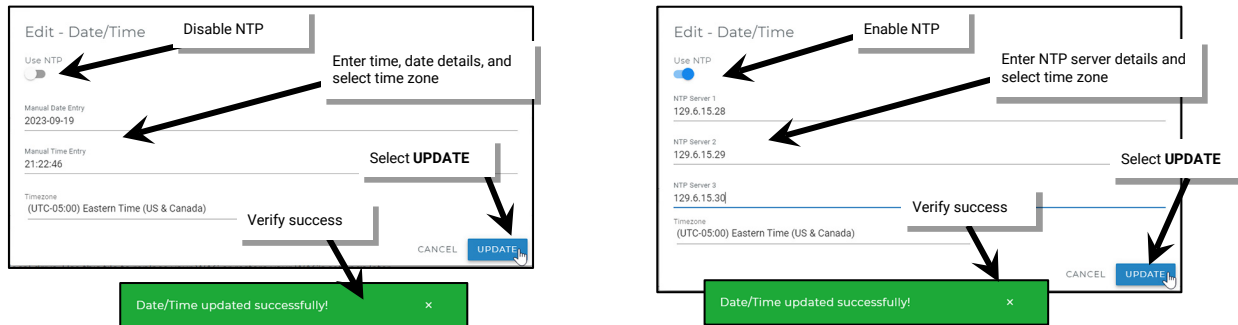 Edit - Date/Time
Disable NTP
Use NTP
Enter time, date details, and
select time zone
Manual Date Entry
2023-09-19
Manual Time Entry
21:22:46
Select UPDATE
Timezone
(UTC-05:00) Eastern Time (US & Canada)
Verify success
CANCEL
UPDATE
Date/Time updated successfully! ×
Edit - Date/Time
Enable NTP
Use NTP
Enter NTP server details and
select time zone
NTP Server 1
129.6.15.28
NTP Server 2
129.6.15.29
Select UPDATE
NTP Server 3
129.6.15.30
Verify success
Timezone
(UTC-05:00) Eastern Time (US & Canada)
CANCEL
UPDATE
Date/Time updated successfully! ×